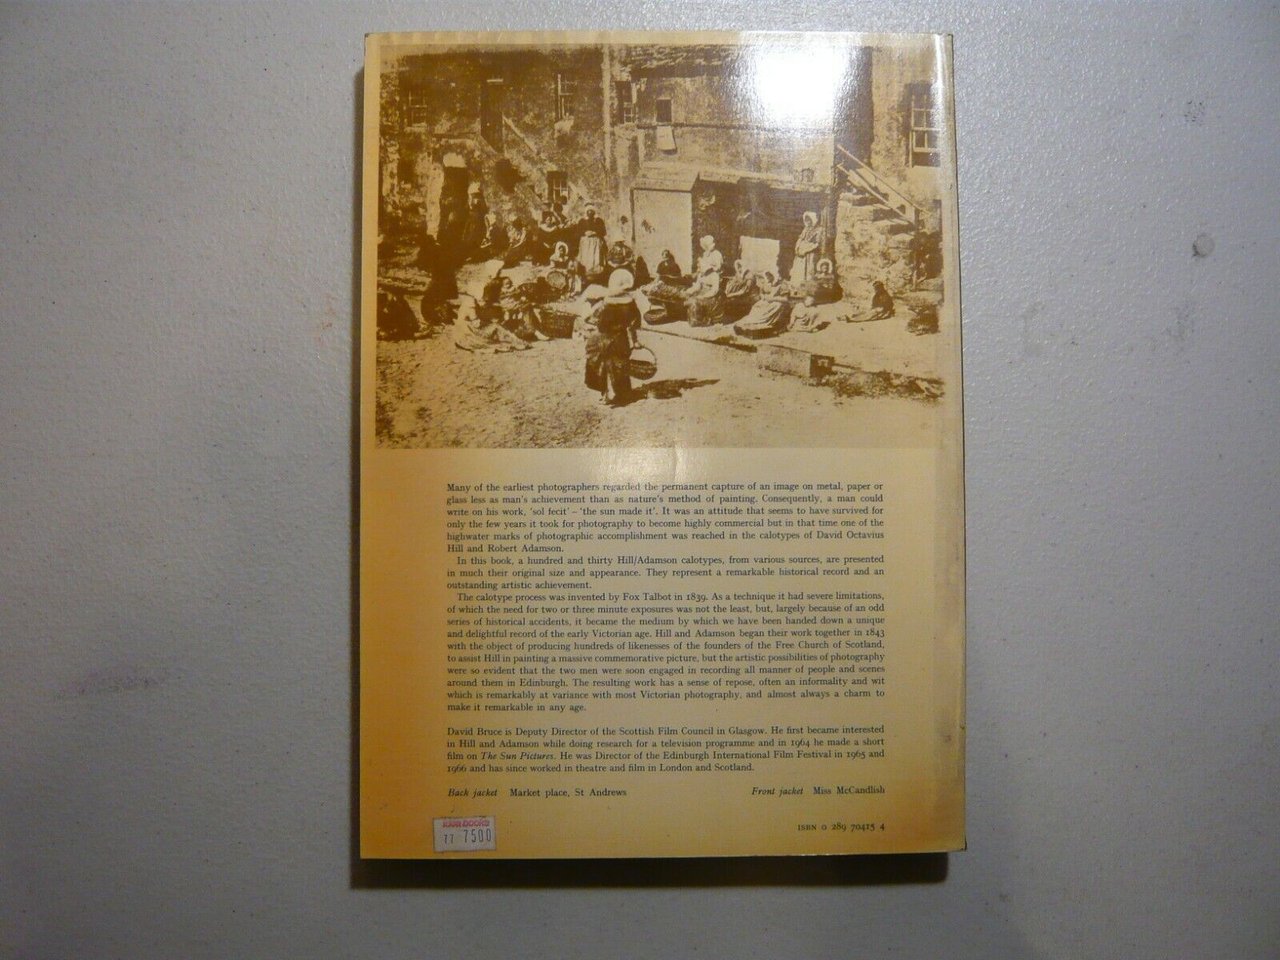 Many of the earliest photographers regarded the permanent capture of an image on metal, paper or
glass less as man's achievement than as nature's method of painting. Consequently, a man could
write on his work, 'sol fecit' – 'the sun made it'. It was an attitude that seems to have survived for
only the few years it took for photography to become highly commercial but in that time one of the
highwater marks of photographic accomplishment was reached in the calotypes of David Octavius
Hill and Robert Adamson.
In this book, a hundred and thirty Hill/Adamson calotypes, from various sources, are presented
in much their original size and appearance. They represent a remarkable historical record and an
outstanding artistic achievement.
The calotype process was invented by Fox Talbot in 1839. As a technique it had severe limitations,
of which the need for two or three minute exposures was not the least, but, largely because of an odd
series of historical accidents, it became the medium by which we have been handed down a unique
and delightful record of the early Victorian age. Hill and Adamson began their work together in 1843
with the object of producing hundreds of likenesses of the founders of the Free Church of Scotland,
to assist Hill in painting a massive commemorative picture, but the artistic possibilities of photography
were so evident that the two men were soon engaged in recording all manner of people and scenes
around them in Edinburgh. The resulting work has a sense of repose, often an informality and wit
which is remarkably at variance with most Victorian photography, and almost always a charm to
make it remarkable in any age.
David Bruce is Deputy Director of the Scottish Film Council in Glasgow. He first became interested
in Hill and Adamson while doing research for a television programme and in 1964 he made a short
film on The Sun Pictures. He was Director of the Edinburgh International Film Festival in 1965 and
1966 and has since worked in theatre and film in London and Scotland.
Back jacket Market place, St Andrews
Front jacket Miss McCandlish
ISBN 0 289 70415 4
books
77 7500